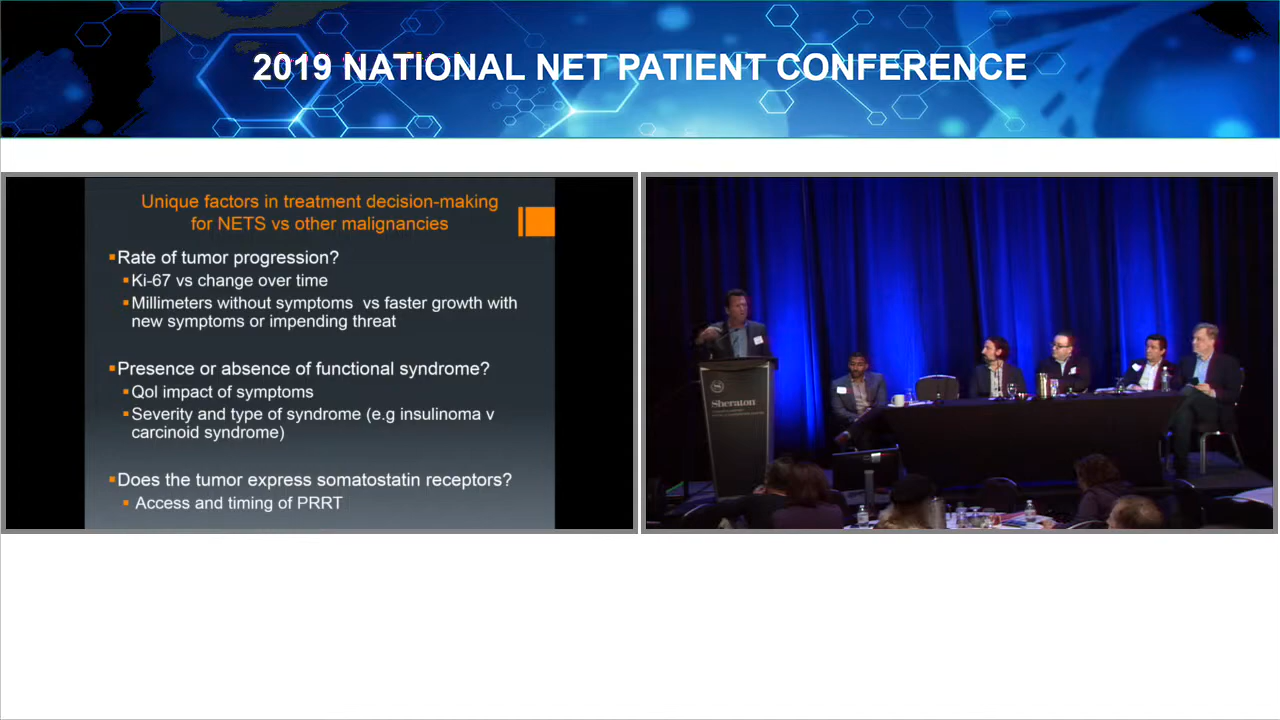 2019 NATIONAL NET PATIENT CONFERENCE
Unique factors in treatment decision-making
for NETS vs other malignancies
Rate of tumor progression?
Ki-67 vs change over time
Millimeters without symptoms vs faster growth with
new symptoms or impending threat
Presence or absence of functional syndrome?
Qol impact of symptoms
Severity and type of syndrome (e.g insulinoma v
carcinoid syndrome)
Does the tumor express somatostatin receptors?
Access and timing of PRRT
Sheraton